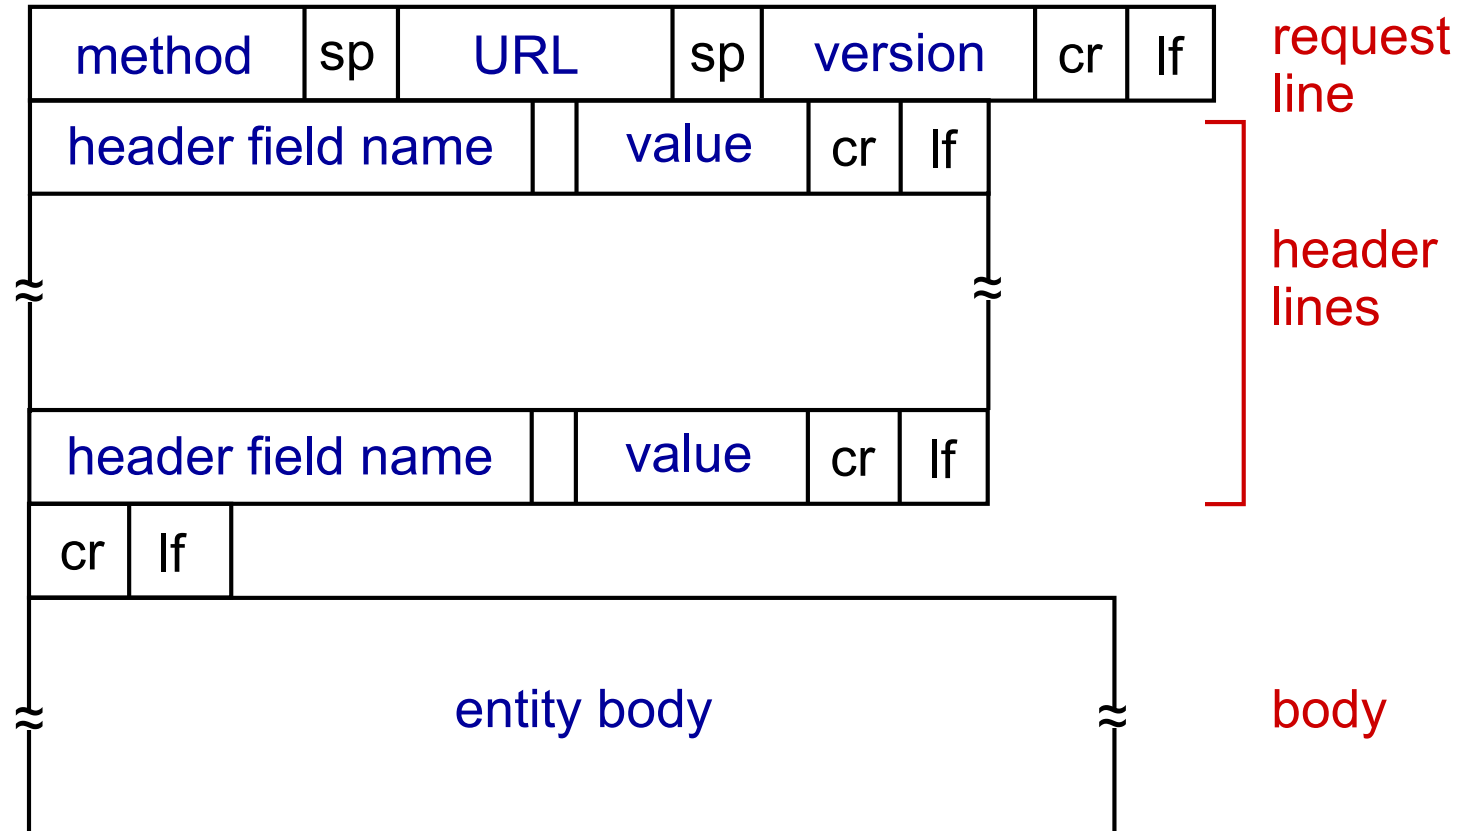 method sp URL sp version cr lf
request
line
header field name value cr lf
header
lines
header field name value cr lf
cr lf
entity body
body